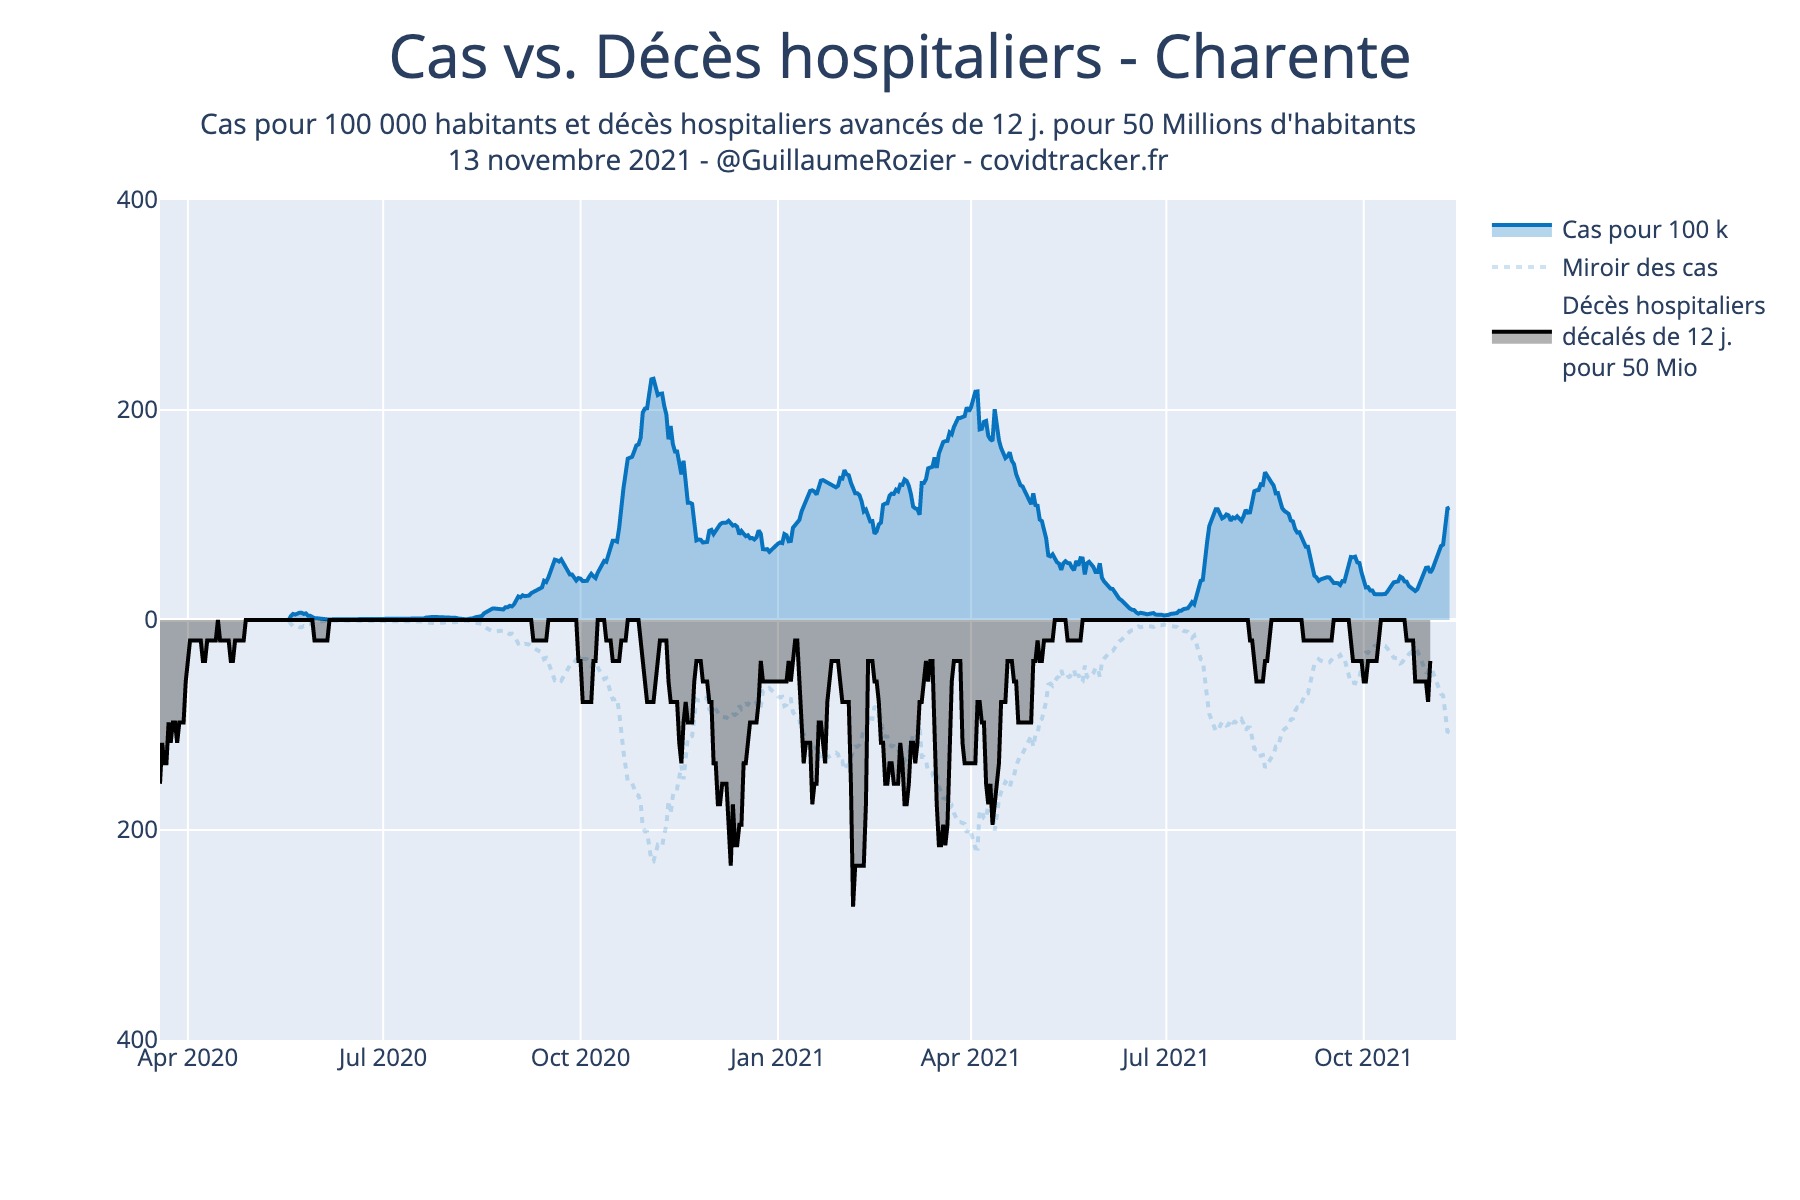 Cas vs. Décès hospitaliers - Charente
Cas pour 100 000 habitants et décès hospitaliers avancés de 12 j. pour 50 Millions d'habitants
13 novembre 2021 - @GuillaumeRozier - covidtracker.fr
400
200
0
200
400
Apr 2020
Jul 2020
Oct 2020
Jan 2021
Apr 2021
Jul 2021
Oct 2021
Cas pour 100 k
Miroir des cas
Décès hospitaliers
décalés de 12 j.
pour 50 Mio